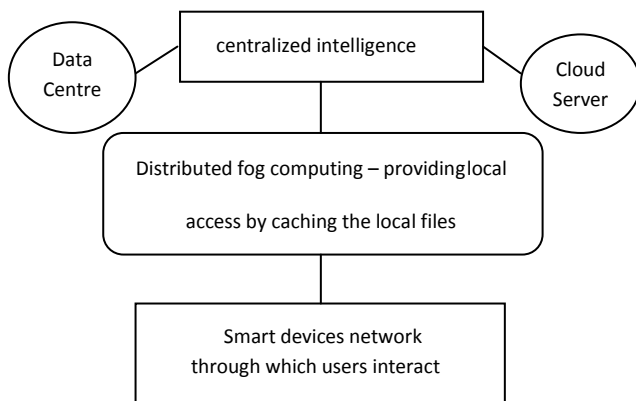 Data
Centre
centralized intelligence
Cloud
Server
Distributed fog computing – providinglocal
access by caching the local files
Smart devices network
through which users interact